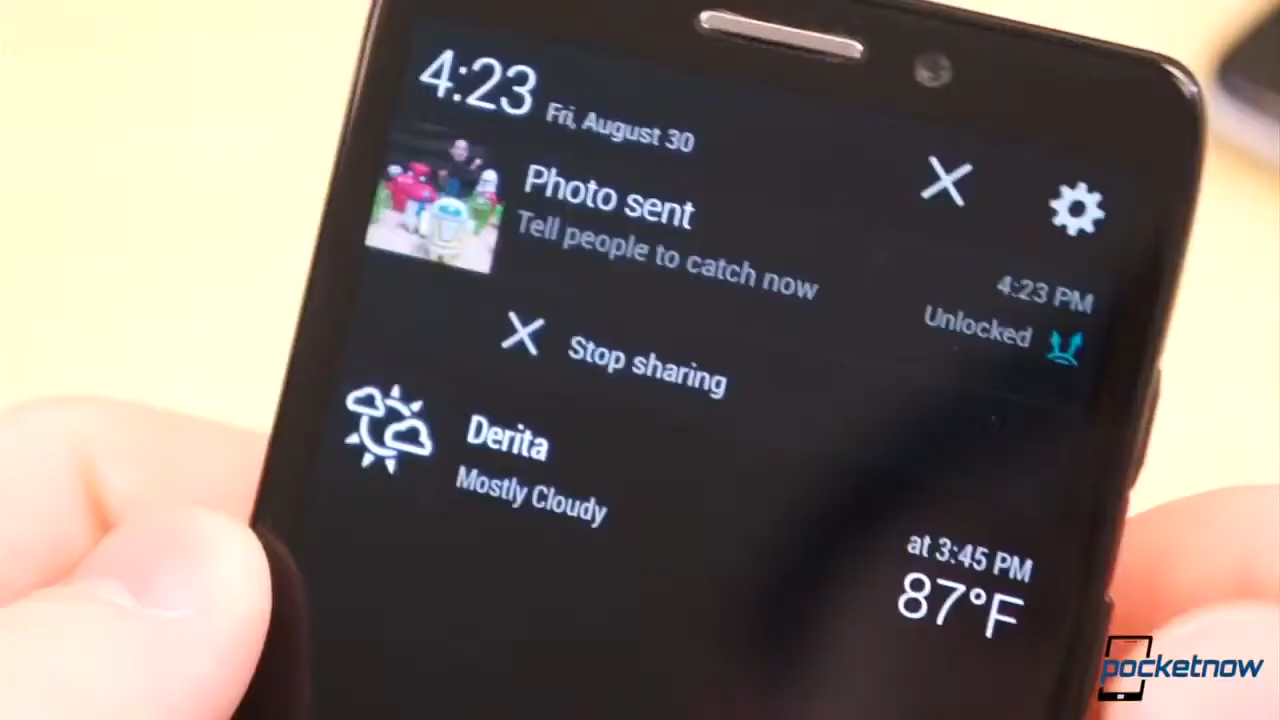 4:23 Fri, August 30
Photo sent
Tell people to catch now
4:23 PM
Unlocked
Stop sharing
Derita
Mostly Cloudy
at 3:45 PM
87°F
pocketnow